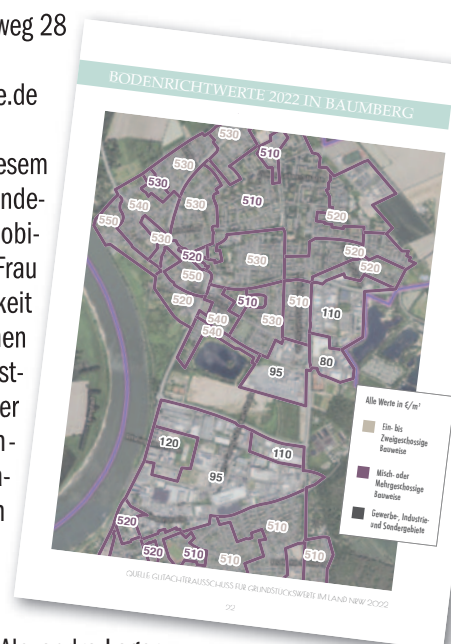 weg 28
e.de
esem
nde-
obi-
Frau
keit
nen
st-
er
n-
n-
n
BODENRICHTWERTE 2022 IN BAUMBERG
530
510
530
530
510
540
550
530
520
520
530
520
550
520
520
510
510
540
530
540
110
95
80
120
110
95
520
510
520
510
510
510
Alle Werte in €/m²
Ein- bis
Zweigeschossige
Bauweise
Misch- oder
Mehrgeschossige
Bauweise
Gewerbe-, Industrie-
und Sondergebiete
QUELLE: GUTACHTERAUSSCHUSS FÜR GRUNDSTÜCKSWERTE IM LAND NRW 2022
22